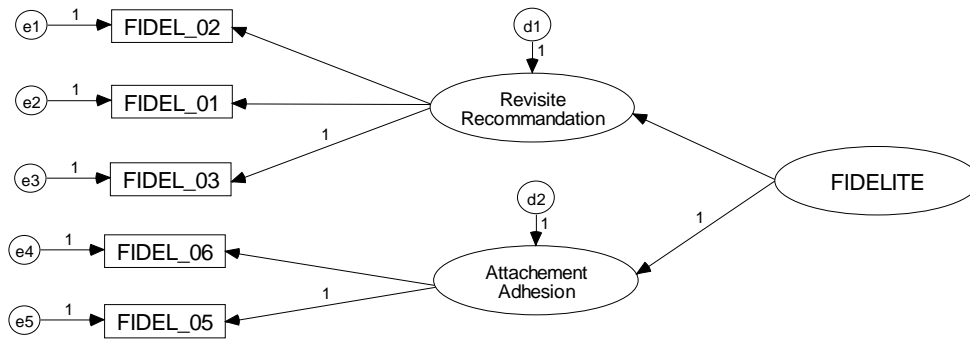 e1
1
FIDEL_02
d1
1
e2
1
FIDEL_01
Revisite
Recommandation
1
e3
1
FIDEL_03
FIDELITE
d2
1
1
e4
1
FIDEL_06
Attachement
Adhesion
1
e5
1
FIDEL_05